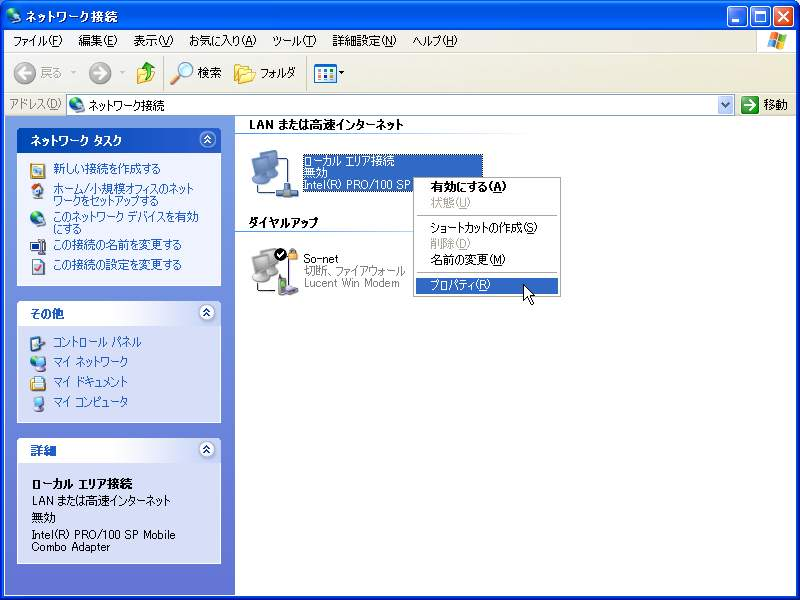 ネットワーク接続
ファイル(F) 編集(E) 表示(V) お気に入り(A) ツール(T) 詳細設定(N) ヘルプ(H)
戻る 検索 フォルダ
アドレス(D) ネットワーク接続 移動
ネットワーク タスク
新しい接続を作成する
ホーム/小規模オフィスのネット
ワークをセットアップする
このネットワーク デバイスを有効
にする
この接続の名前を変更する
この接続の設定を変更する
その他
コントロール パネル
マイ ネットワーク
マイ ドキュメント
マイ コンピュータ
詳細
ローカル エリア接続
LAN または高速インターネット
無効
Intel(R) PRO/100 SP Mobile
Combo Adapter
LAN または高速インターネット
ローカル エリア接続
無効
Intel(R) PRO/100 SP
ダイヤルアップ
So-net
切断、ファイアウォール
Lucent Win Modem
有効にする(A)
状態(U)
ショートカットの作成(S)
削除(D)
名前の変更(M)
プロパティ(R)